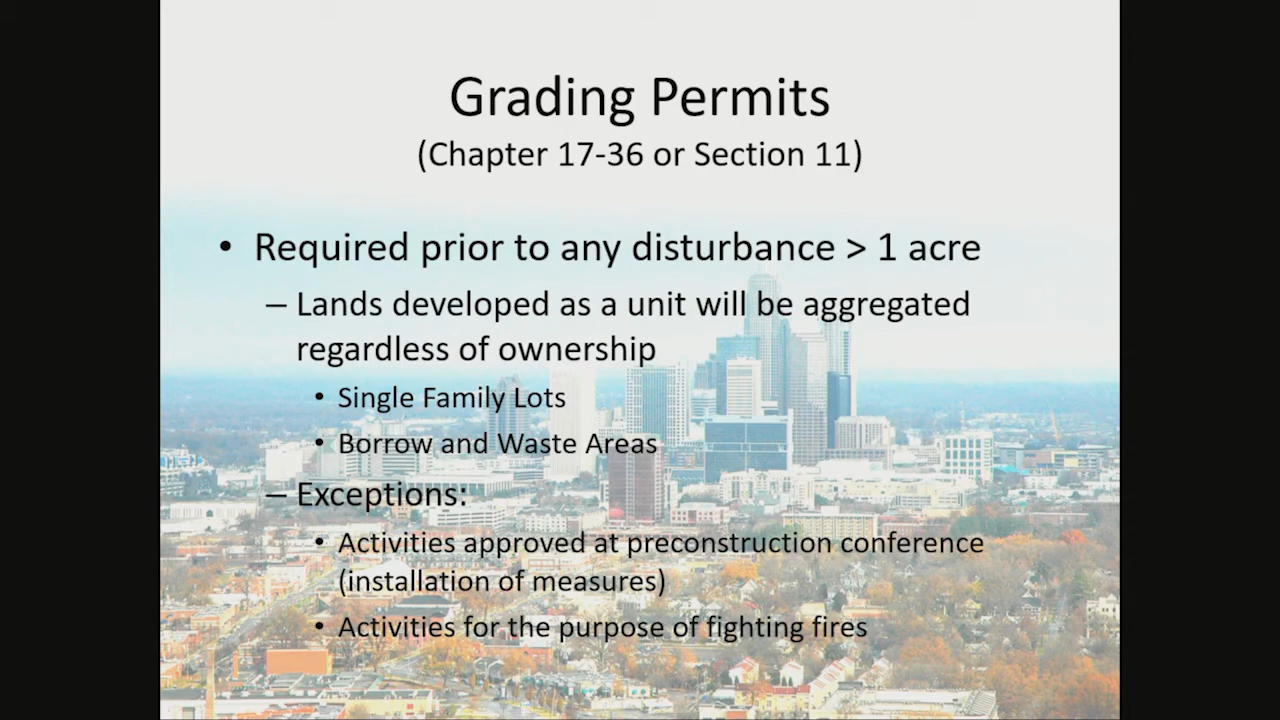 Grading Permits
(Chapter 17-36 or Section 11)
• Required prior to any disturbance > 1 acre
– Lands developed as a unit will be aggregated
regardless of ownership
• Single Family Lots
• Borrow and Waste Areas
– Exceptions:
• Activities approved at preconstruction conference
(installation of measures)
• Activities for the purpose of fighting fires